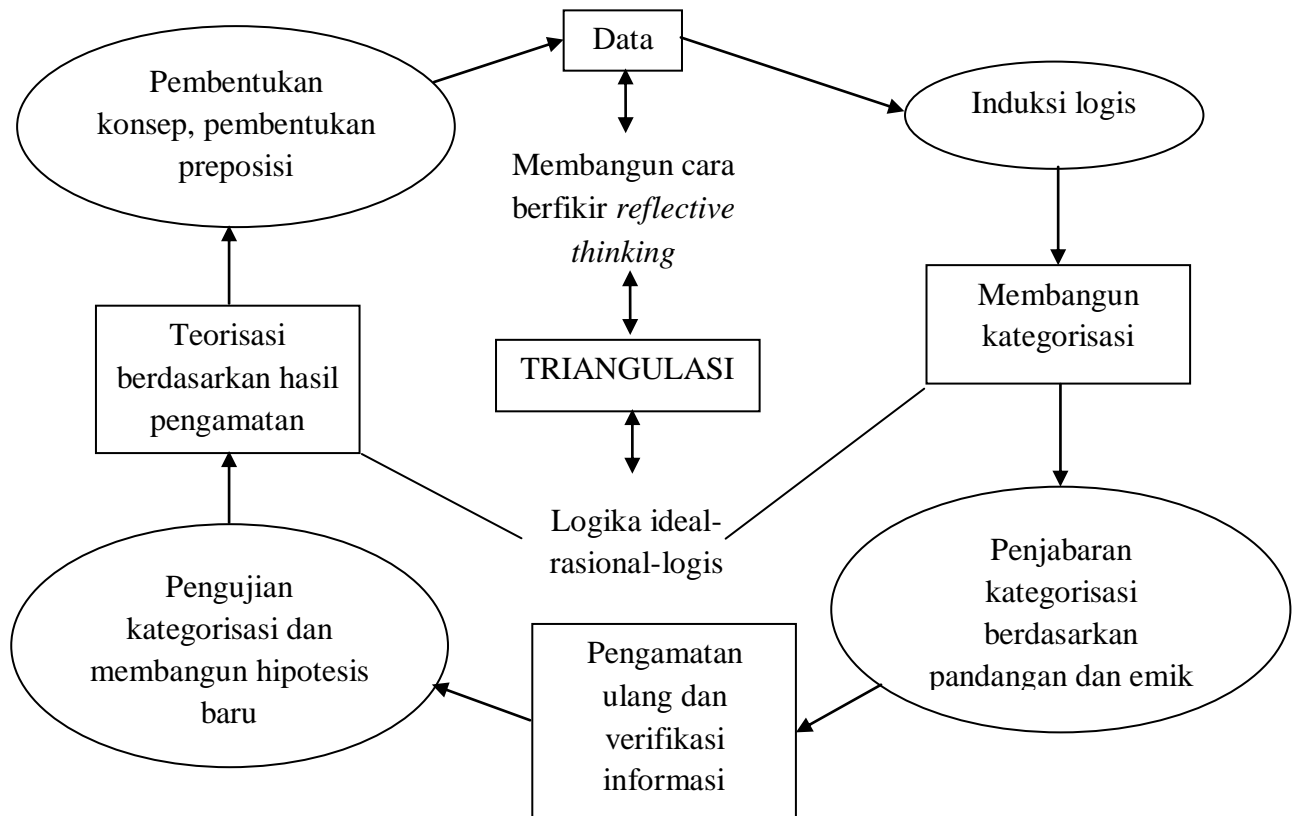 Data
Induksi logis
Membangun
kategorisasi
Penjabaran
kategorisasi
berdasarkan
pandangan dan emik
Pengamatan
ulang dan
verifikasi
informasi
Pengujian
kategorisasi dan
membangun hipotesis
baru
Teorisasi
berdasarkan hasil
pengamatan
Pembentukan
konsep, pembentukan
preposisi
Membangun cara
berfikir reflective
thinking
TRIANGULASI
Logika ideal-
rasional-logis